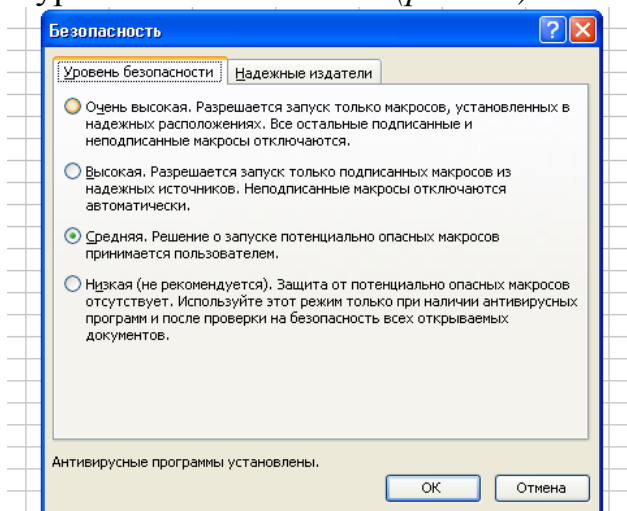 Безопасность
Уровень безопасности Надежные издатели
Очень высокая. Разрешается запуск только макросов, установленных в
надежных расположениях. Все остальные подписанные и
неподписанные макросы отключаются.
Высокая. Разрешается запуск только подписанных макросов из
надежных источников. Неподписанные макросы отключаются
автоматически.
Средняя. Решение о запуске потенциально опасных макросов
принимается пользователем.
Низкая (не рекомендуется). Защита от потенциально опасных макросов
отсутствует. Используйте этот режим только при наличии антивирусных
программ и после проверки на безопасность всех открываемых
документов.
Антивирусные программы установлены.
ОК Отмена